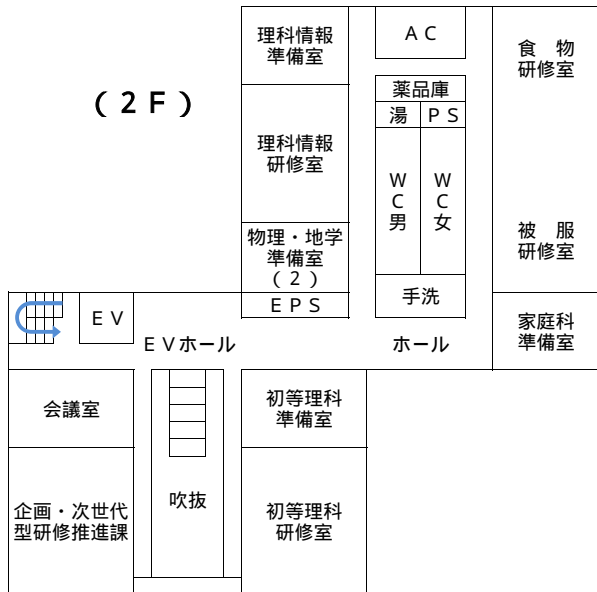 理科情報
準備室
ＡＣ
食　物
研修室
（２Ｆ）
薬品庫
湯
ＰＳ
理科情報
研修室
ＷＣ男
ＷＣ女
物理・地学
準備室
（２）
被　服
研修室
ＥＰＳ
手洗
ＥＶ
ＥＶホール
ホール
家庭科
準備室
会議室
初等理科
準備室
企画・次世代
型研修推進課
吹抜
初等理科
研修室